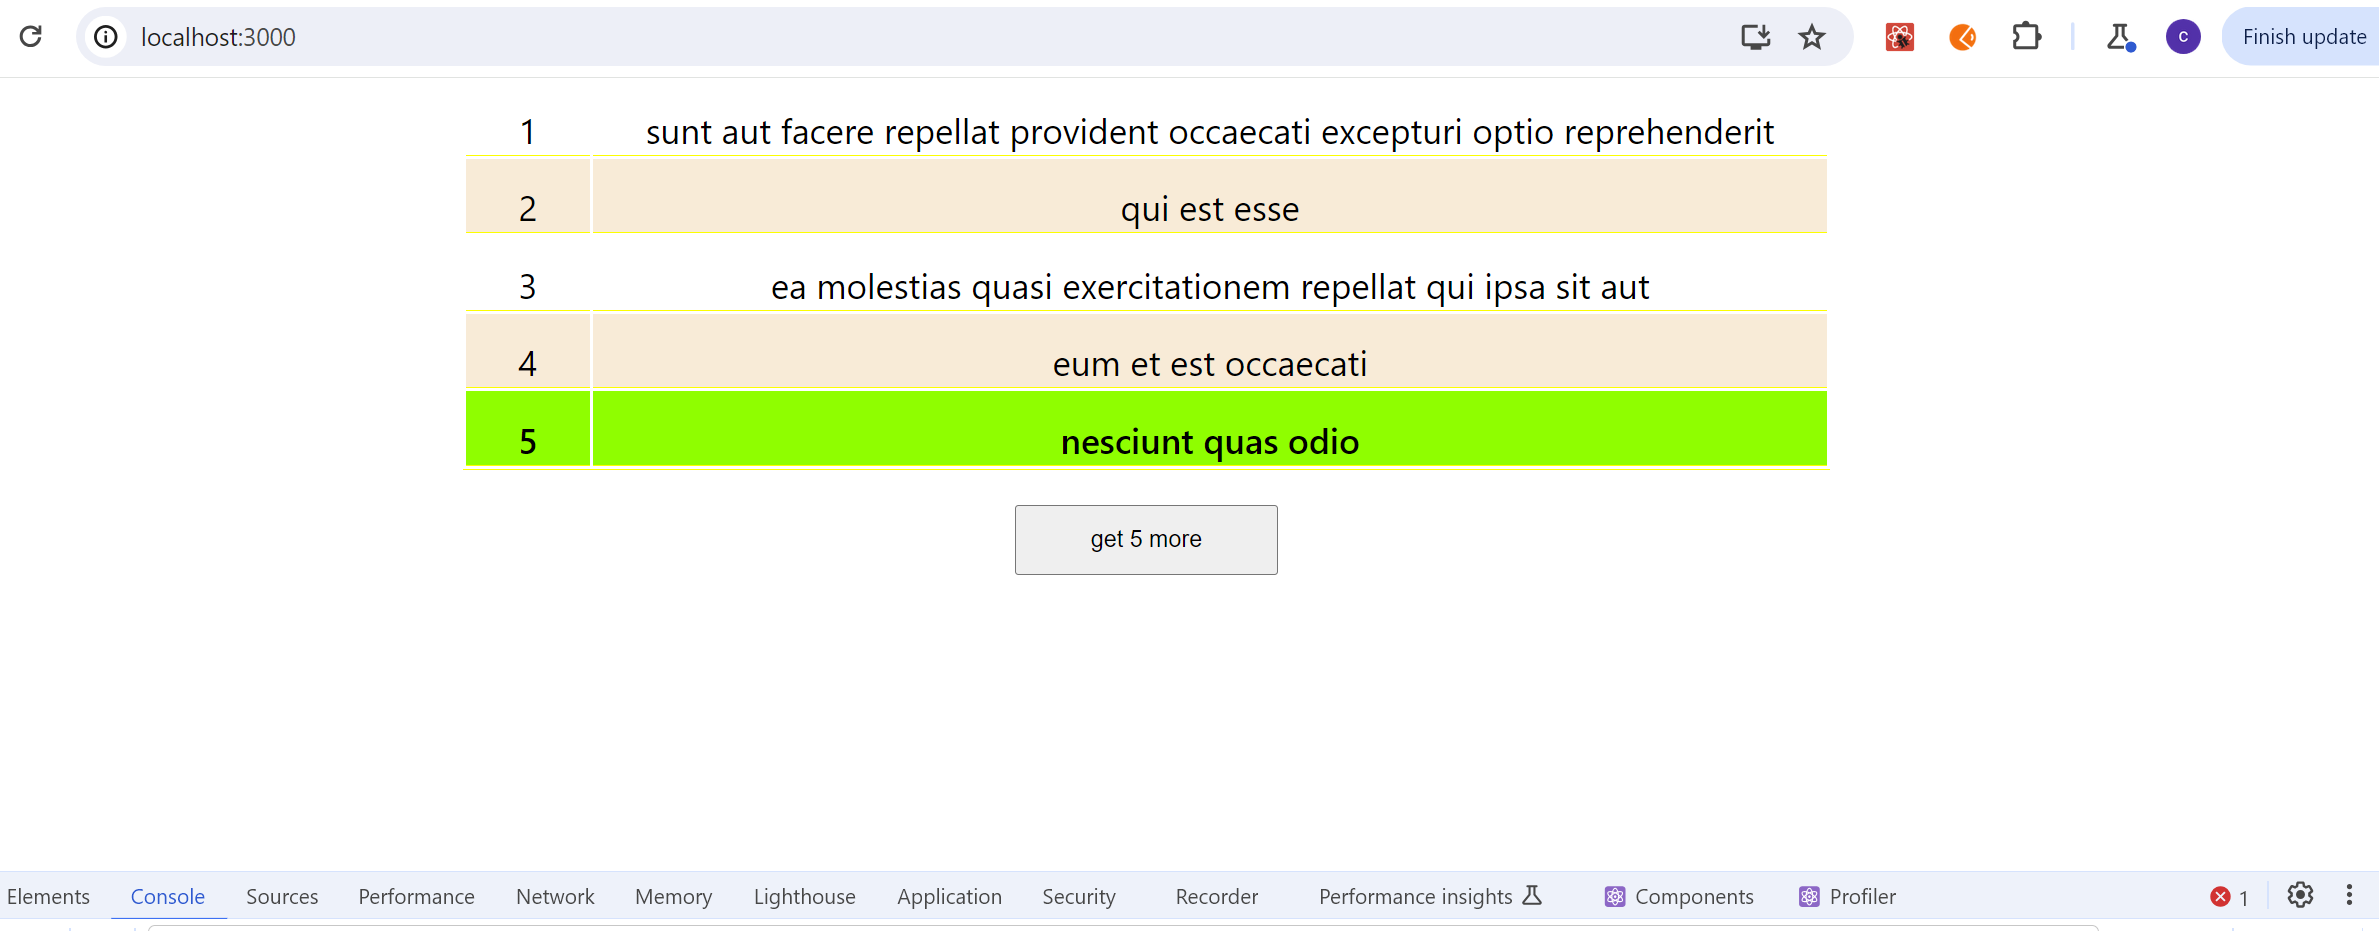 localhost:3000
C
Finish update
1 sunt aut facere repellat provident occaecati excepturi optio reprehenderit
2 qui est esse
3 ea molestias quasi exercitationem repellat qui ipsa sit aut
4 eum et est occaecati
5 nesciunt quas odio
get 5 more
Elements Console Sources Performance Network Memory Lighthouse Application Security Recorder Performance insights Components Profiler 1